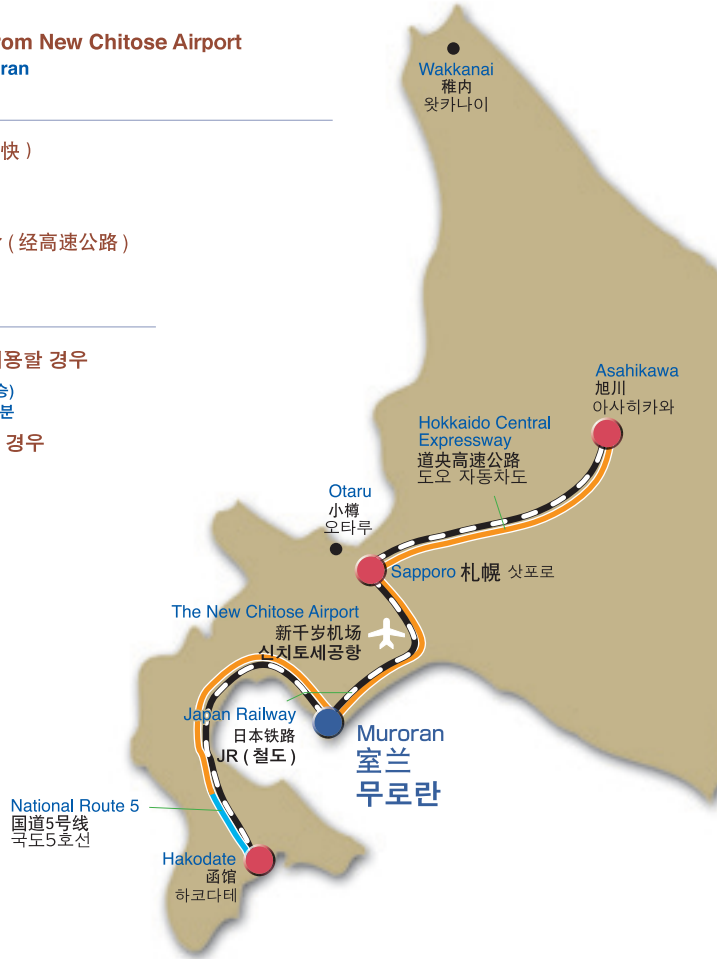 rom New Chitose Airport
ran
快 )
( 经高速公路 )
용할 경우
승)
분
경우
Wakkanai
稚内
왓카나이
Asahikawa
旭川
아사히카와
Hokkaido Central
Expressway
道央高速公路
도오 자동차도
Otaru
小樽
오타루
Sapporo 札幌 삿포로
The New Chitose Airport
新千岁机场
신치토세공항
Japan Railway
日本铁路
JR ( 철도 )
Muroran
室兰
무로란
National Route 5
国道5号线
국도5호선
Hakodate
函馆
하코다테